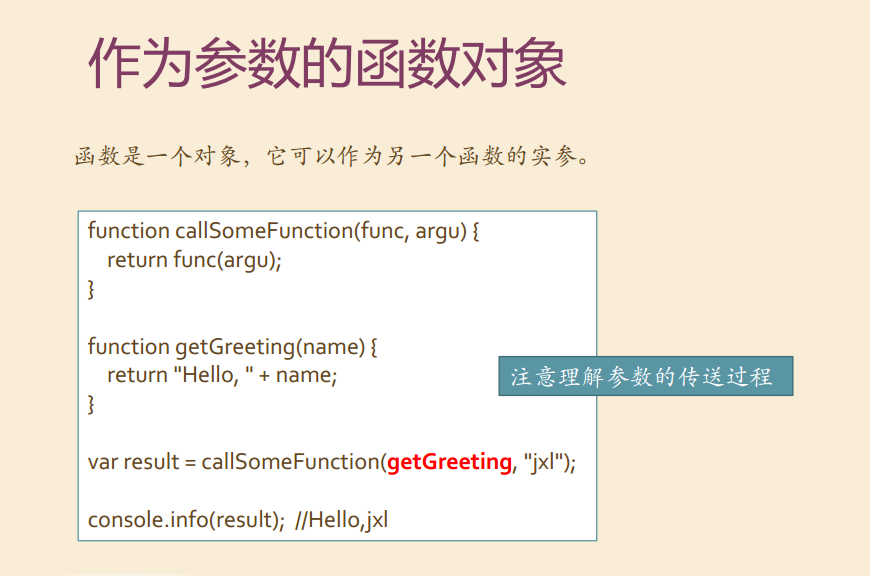 作为参数的函数对象
函数是一个对象，它可以作为另一个函数的实参。
function callSomeFunction(func, argu) {
return func(argu);
}
function getGreeting(name) {
return "Hello, " + name;
}
注意理解参数的传送过程
var result = callSomeFunction(getGreeting, "jxl");
console.info(result); //Hello,jxl